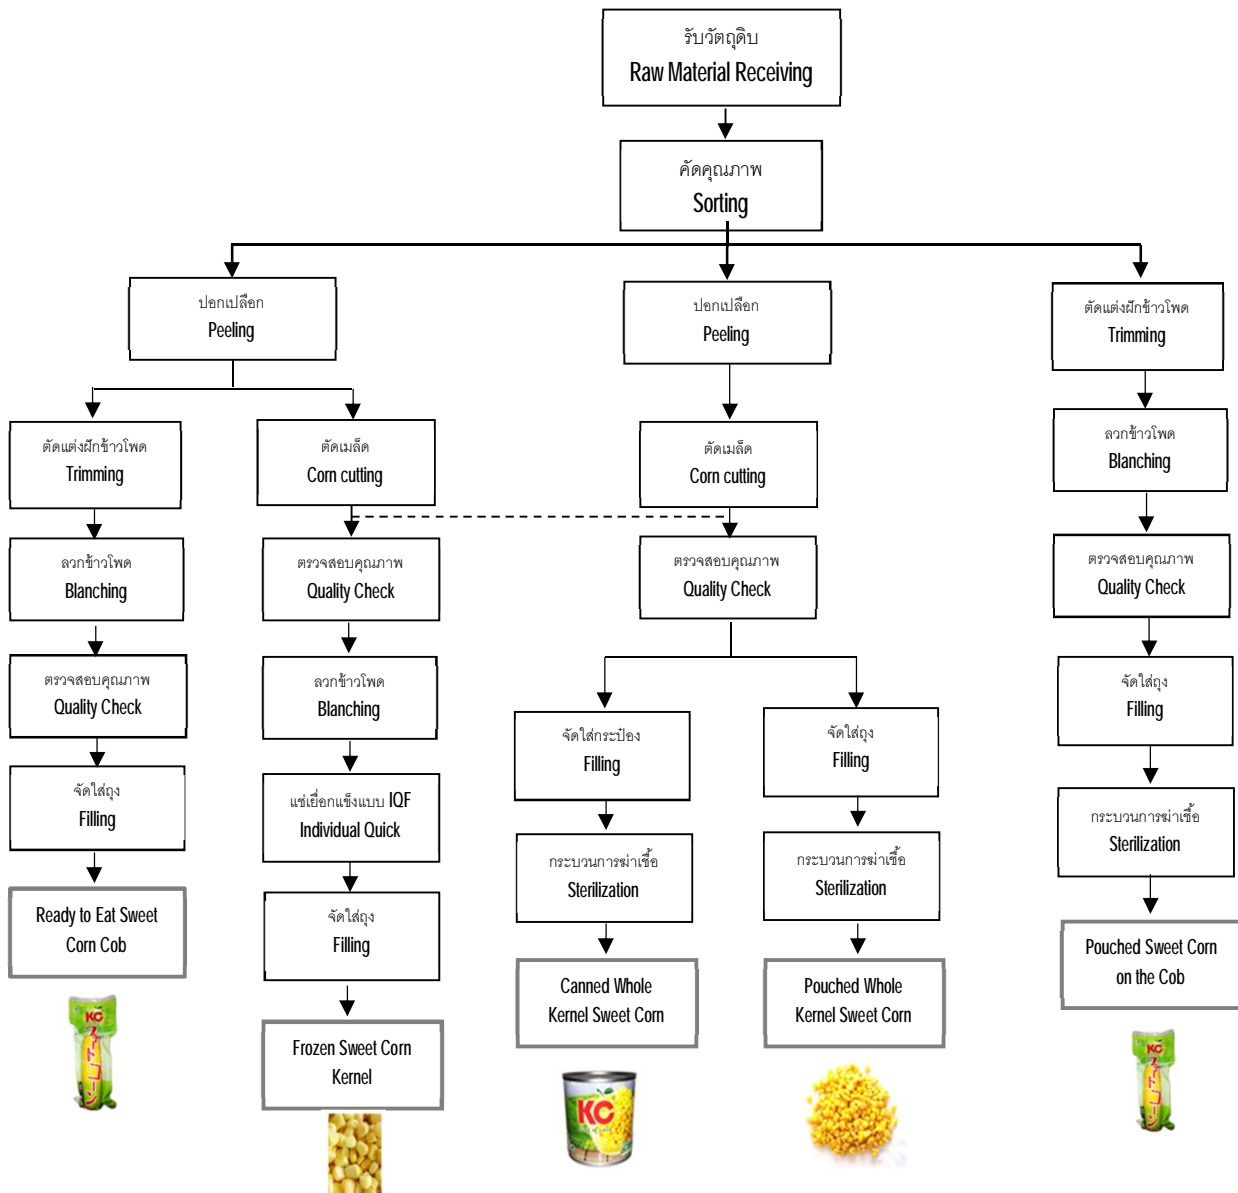 รับวัตถุดิบ
Raw Material Receiving
คัดคุณภาพ
Sorting
ปอกเปลือก
Peeling
ปอกเปลือก
Peeling
ตัดแต่งฝักข้าวโพด
Trimming
ตัดแต่งฝักข้าวโพด
Trimming
ตัดเมล็ด
Corn cutting
ตัดเมล็ด
Corn cutting
ลวกข้าวโพด
Blanching
ลวกข้าวโพด
Blanching
ตรวจสอบคุณภาพ
Quality Check
ตรวจสอบคุณภาพ
Quality Check
ตรวจสอบคุณภาพ
Quality Check
ตรวจสอบคุณภาพ
Quality Check
ลวกข้าวโพด
Blanching
จัดใส่กระป๋อง
Filling
จัดใส่ถุง
Filling
จัดใส่ถุง
Filling
จัดใส่ถุง
Filling
แช่เยือกแข็งแบบ IQF
Individual Quick
กระบวนการฆ่าเชื้อ
Sterilization
กระบวนการฆ่าเชื้อ
Sterilization
กระบวนการฆ่าเชื้อ
Sterilization
Ready to Eat Sweet
Corn Cob
จัดใส่ถุง
Filling
Canned Whole
Kernel Sweet Corn
Pouched Whole
Kernel Sweet Corn
Pouched Sweet Corn
on the Cob
Frozen Sweet Corn
Kernel
KC
KC
KC